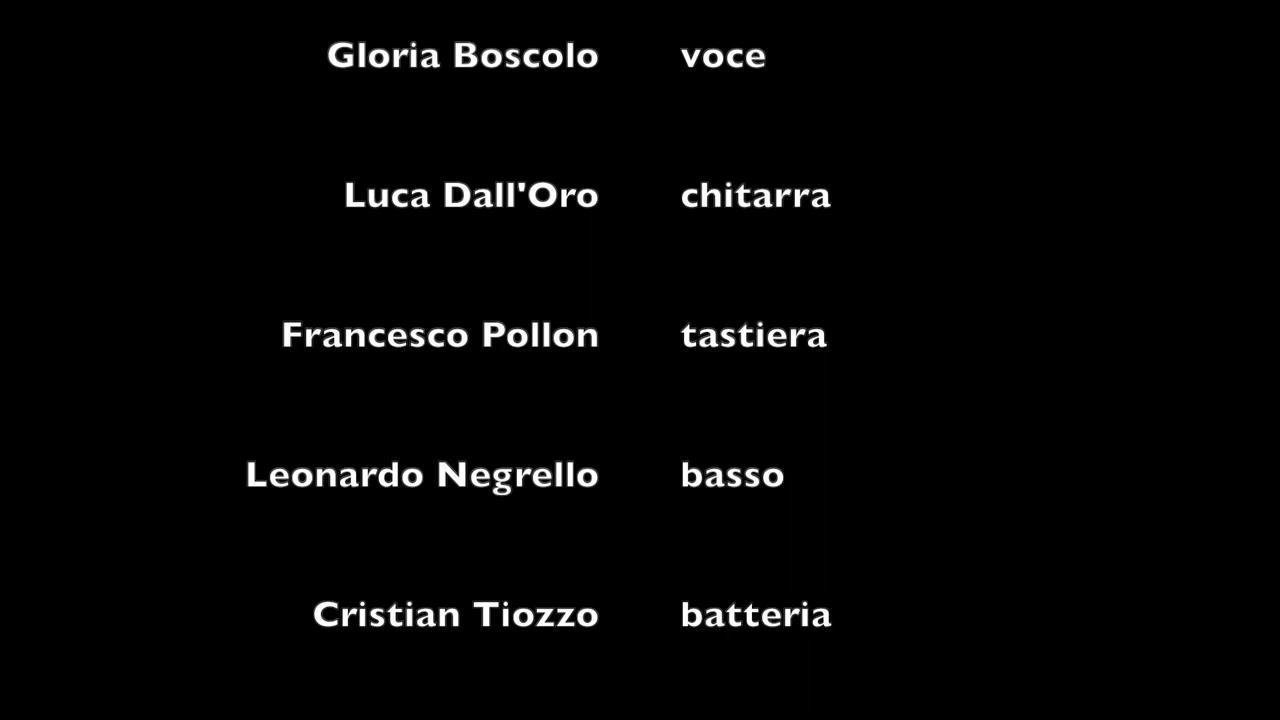 Gloria Boscolo voce
Luca Dall'Oro chitarra
Francesco Pollon tastiera
Leonardo Negrello basso
Cristian Tiozzo batteria